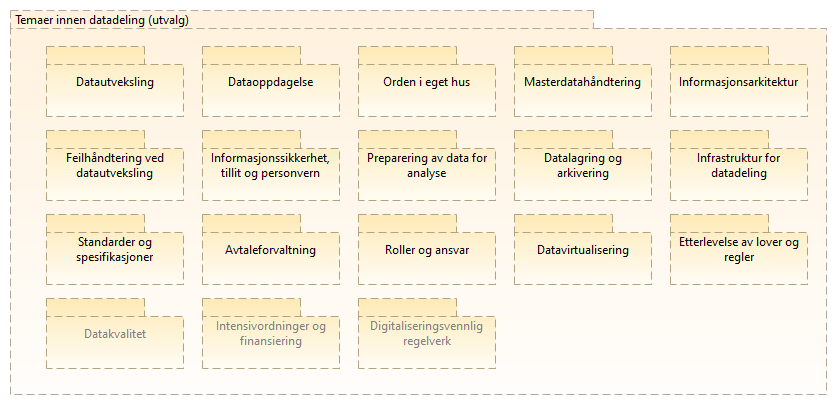 Temaer innen datadeling (utvalg)
Datautveksling
Dataoppdagelse
Orden i eget hus
Masterdatahåndtering
Informasjonsarkitektur
Feilhåndtering ved
datautveksling
Informasjonssikkerhet,
tillit og personvern
Preparering av data for
analyse
Datalagring og
arkivering
Infrastruktur for
datadeling
Standarder og
spesifikasjoner
Avtaleforvaltning
Roller og ansvar
Datavirtualisering
Etterlevelse av lover og
regler
Datakvalitet
Intensivordninger og
finansiering
Digitaliseringsvennlig
regelverk